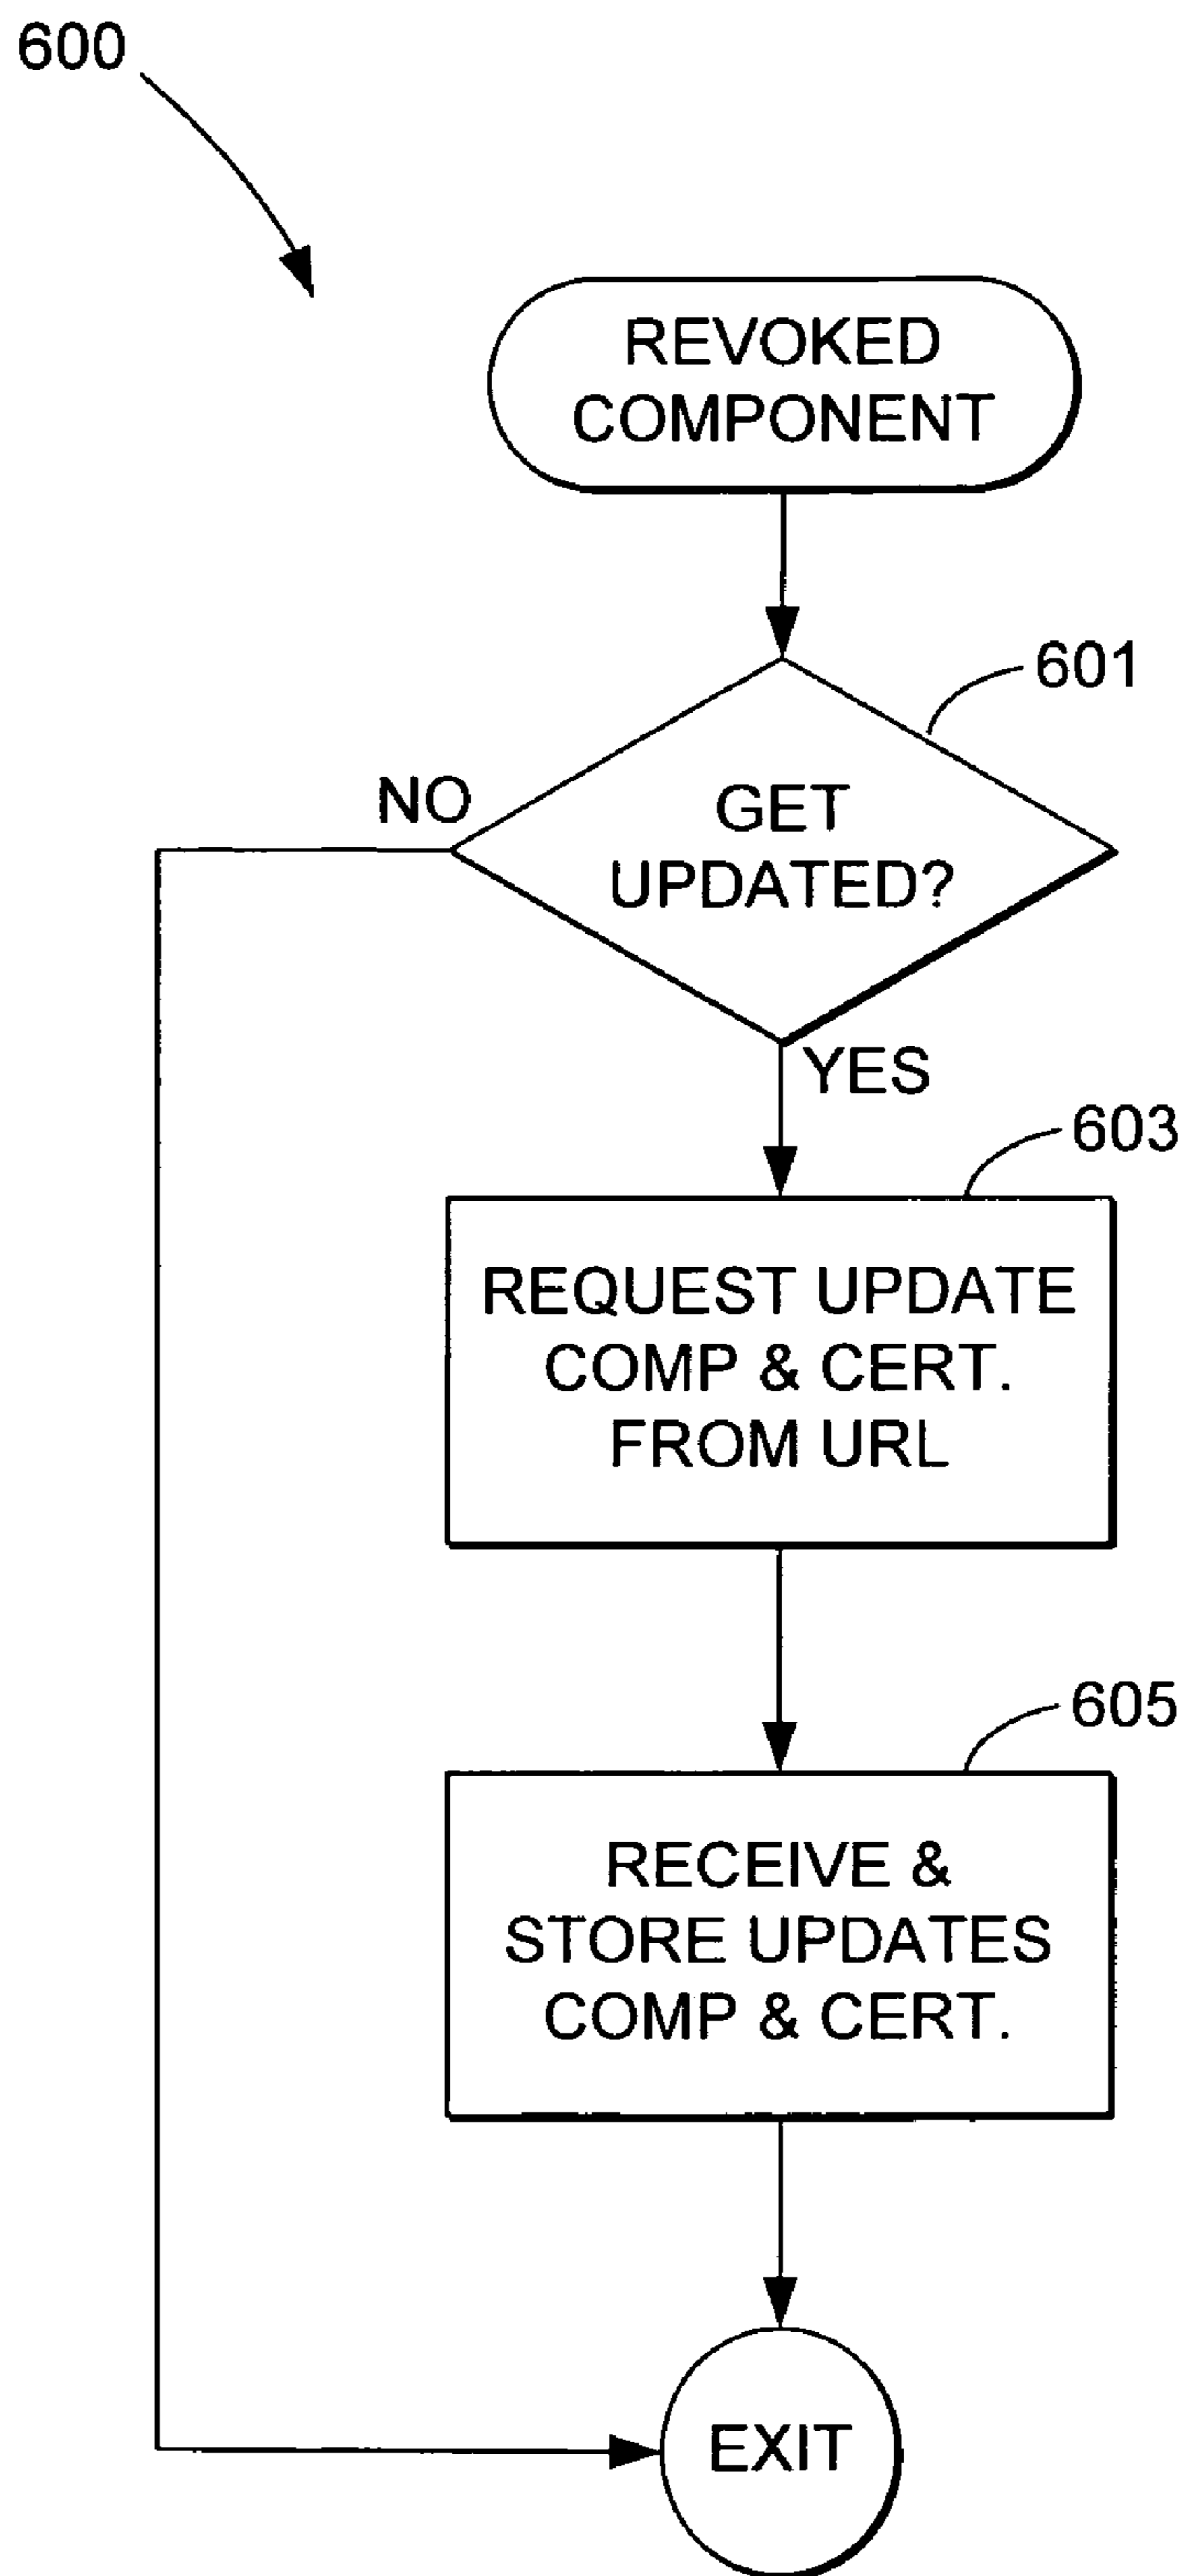 600
REVOKED
COMPONENT
601
NO
GET
UPDATED?
YES
603
REQUEST UPDATE
COMP & CERT.
FROM URL
605
RECEIVE &
STORE UPDATES
COMP & CERT.
EXIT